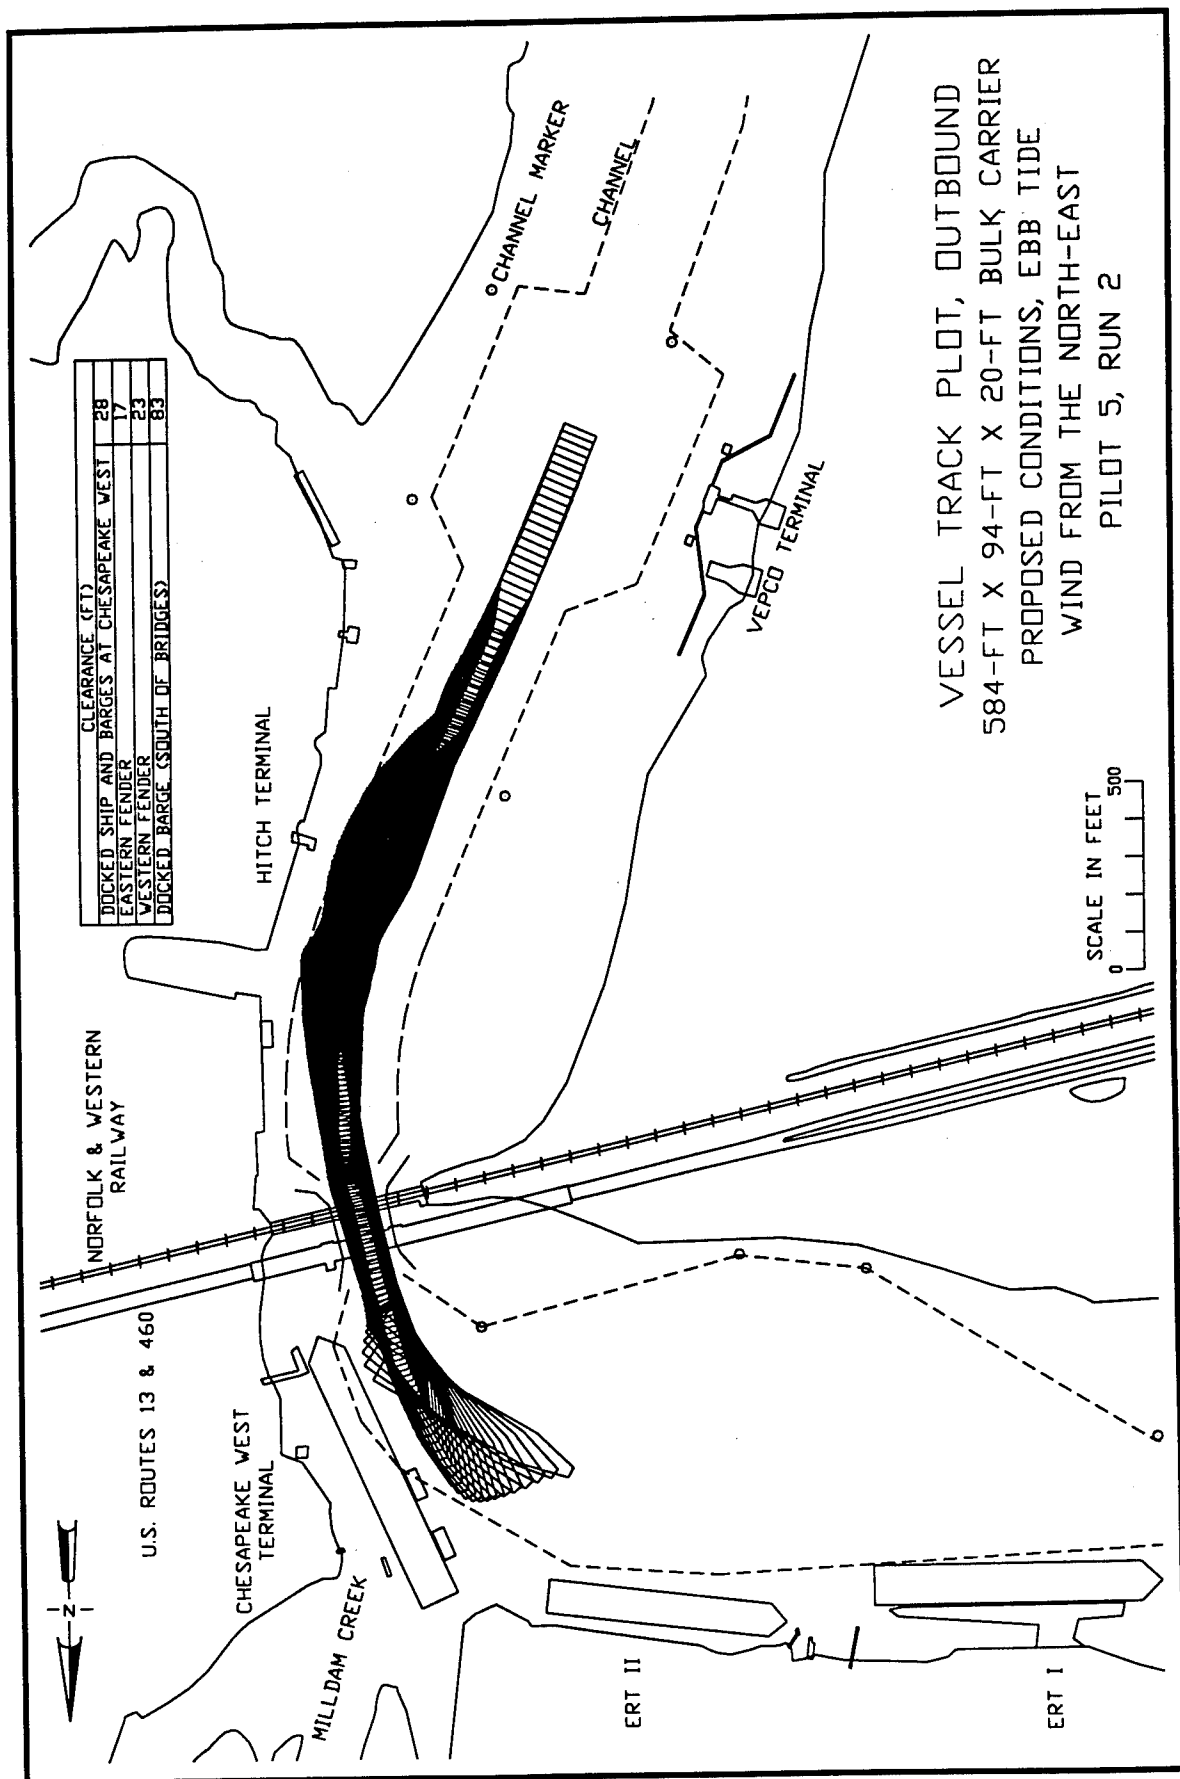 CLEARANCE (FT)
DOCKED SHIP AND BARGES AT CHESAPEAKE WEST 28
EASTERN FENDER 17
WESTERN FENDER 23
DOCKED BARGE (SOUTH OF BRIDGES) 83
N
MILLDAM CREEK
CHESAPEAKE WEST
TERMINAL
U.S. ROUTES 13 & 460
NORFOLK & WESTERN
RAILWAY
HITCH TERMINAL
CHANNEL MARKER
CHANNEL
VEPCO TERMINAL
ERT II
ERT I
SCALE IN FEET
0 500
VESSEL TRACK PLOT, OUTBOUND
584-FT X 94-FT X 20-FT BULK CARRIER
PROPOSED CONDITIONS, EBB TIDE
WIND FROM THE NORTH-EAST
PILOT 5, RUN 2